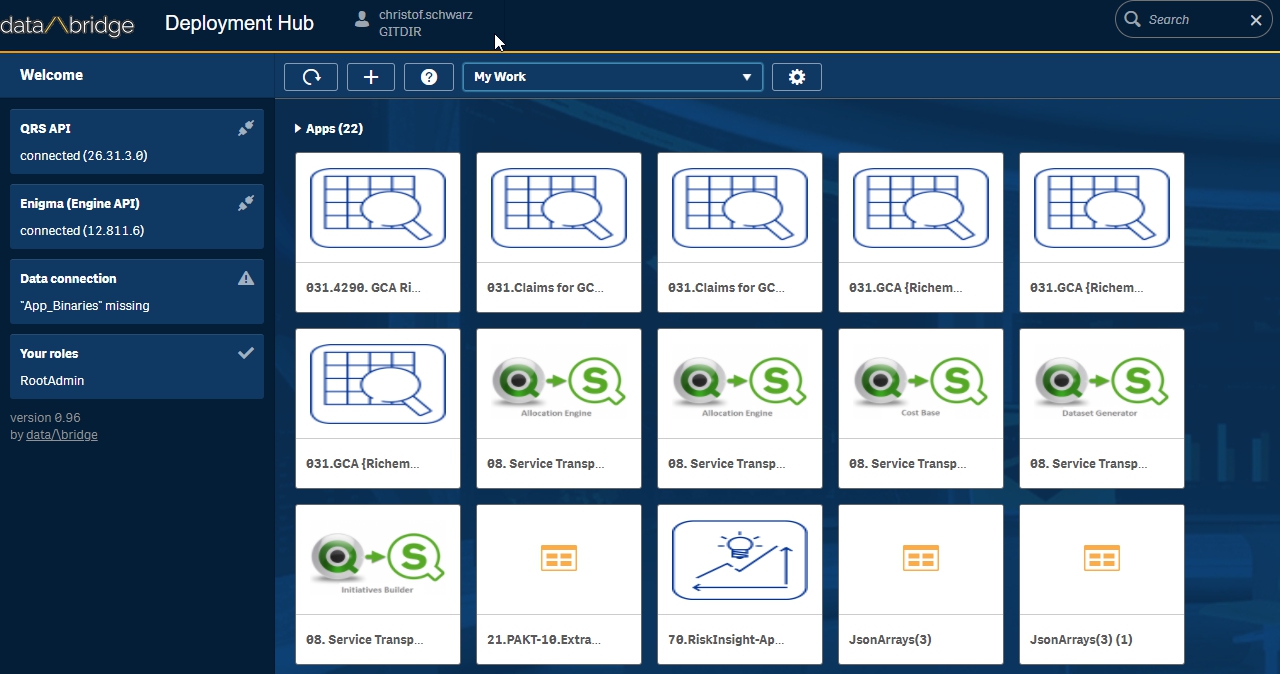 data/\bridge
Deployment Hub
christof.schwarz
GITDIR
Search
Welcome
My Work
QRS API
connected (26.31.3.0)
Enigma (Engine API)
connected (12.811.6)
Data connection
"App_Binaries" missing
Your roles
RootAdmin
version 0.96
by data/\bridge
Apps (22)
031.4290. GCA Ri...
031.Claims for GC...
031.Claims for GC...
031.GCA {Richem...
031.GCA {Richem...
Allocation Engine
Allocation Engine
Cost Base
Dataset Generator
031.GCA {Richem...
08. Service Transp...
08. Service Transp...
08. Service Transp...
08. Service Transp...
Initiatives Builder
08. Service Transp...
21.PAKT-10.Extra...
70.RiskInsight-Ap...
JsonArrays(3)
JsonArrays(3) (1)